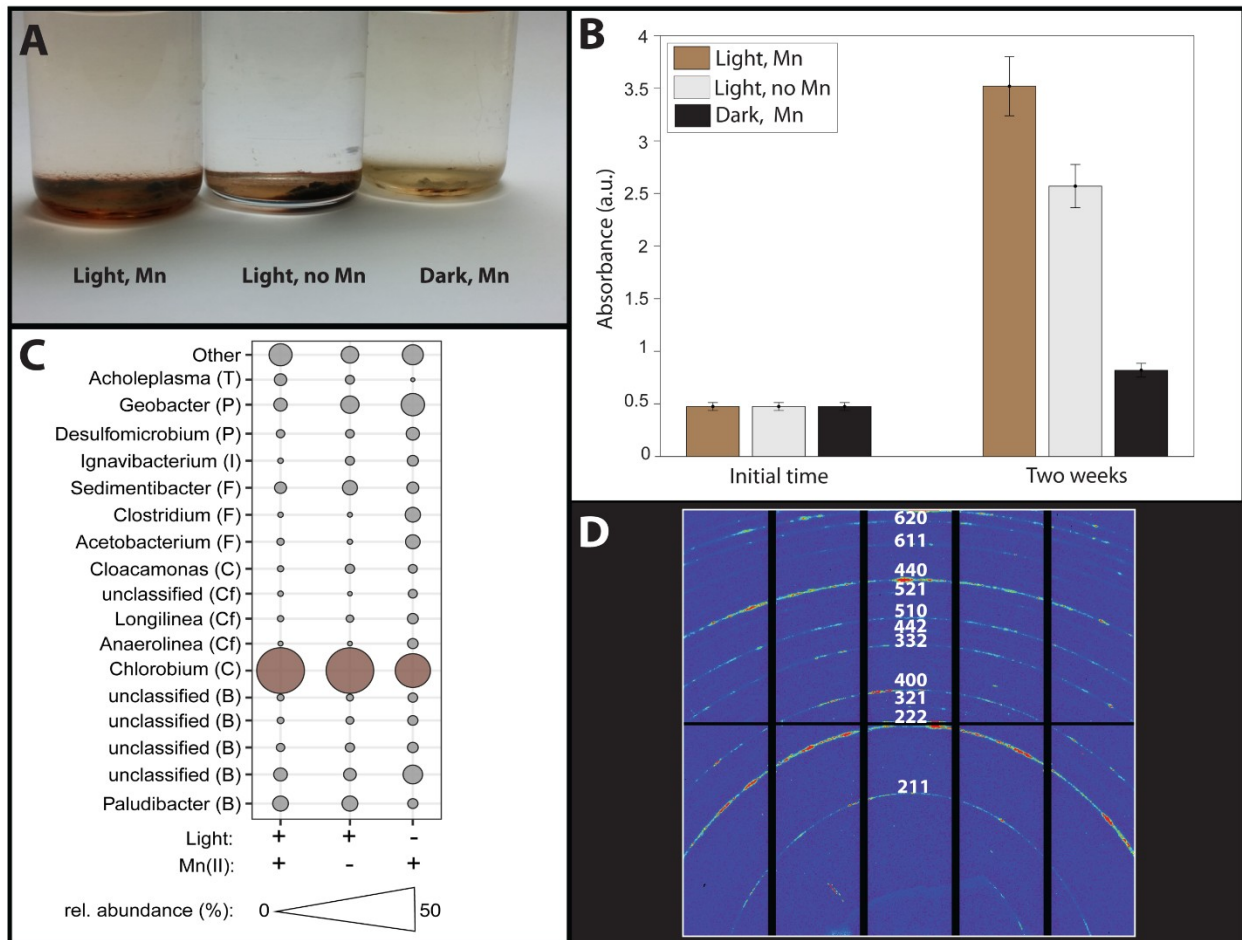 A
Light, Mn
Light, no Mn
Dark, Mn
B
Absorbance (a.u.)
4
3.5
3
2.5
2
1.5
1
0.5
0
Light, Mn
Light, no Mn
Dark, Mn
Initial time
Two weeks
C
Other
Acholeplasma (T)
Geobacter (P)
Desulfomicrobium (P)
Ignavibacterium (I)
Sedimentibacter (F)
Clostridium (F)
Acetobacterium (F)
Cloacamonas (C)
unclassified (Cf)
Longilinea (Cf)
Anaerolinea (Cf)
Chlorobium (C)
unclassified (B)
unclassified (B)
unclassified (B)
unclassified (B)
Paludibacter (B)
Light: + + -
Mn(II): + - +
rel. abundance (%): 0 50
D
620
611
440
521
510
442
332
400
321
222
211